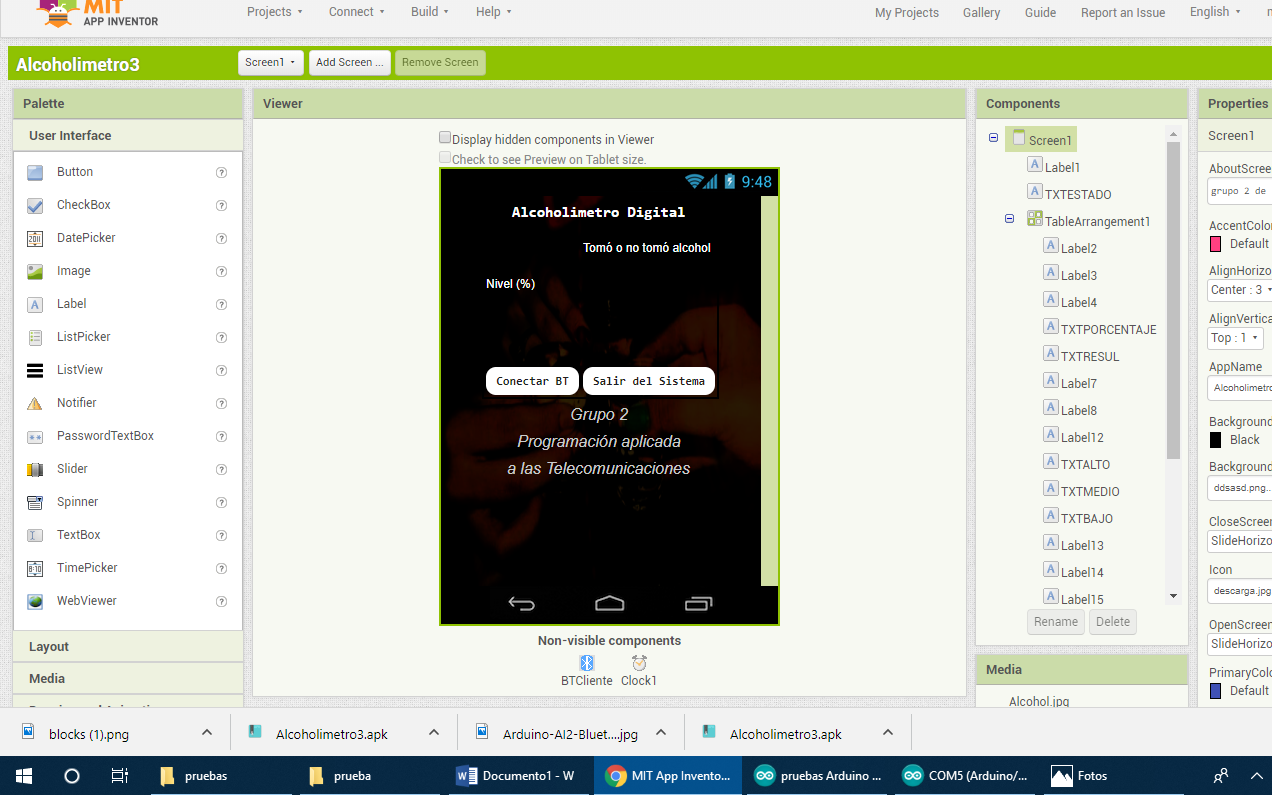 MIT
APP INVENTOR
Projects
Connect
Build
Help
My Projects
Gallery
Guide
Report an Issue
English
Alcoholimetro3
Screen1
Add Screen ...
Remove Screen
Palette
User Interface
Button
CheckBox
DatePicker
Image
Label
ListPicker
ListView
Notifier
PasswordTextBox
Slider
Spinner
TextBox
TimePicker
WebViewer
Layout
Media
Viewer
Display hidden components in Viewer
Check to see Preview on Tablet size.
9:48
Alcoholimetro Digital
Tomó o no tomó alcohol
Nivel (%)
Conectar BT
Salir del Sistema
Grupo 2
Programación aplicada
a las Telecomunicaciones
Non-visible components
BTCliente
Clock1
Components
Screen1
Label1
TXTESTADO
TableArrangement1
Label2
Label3
Label4
TXTPORCENTAJE
TXTRESUL
Label7
Label8
Label12
TXTALTO
TXTMEDIO
TXTBAJO
Label13
Label14
Label15
Rename
Delete
Media
Alcohol.jpg
Properties
Screen1
AboutScree
grupo 2 de
AccentColor
Default
AlignHorizo
Center : 3
AlignVertica
Top : 1
AppName
Alcoholimetro
Background
Black
Background
ddsasd.png...
CloseScreen
SlideHorizo
Icon
descarga.jpg
OpenScreen
SlideHorizo
PrimaryColo
Default
blocks (1).png
Alcoholimetro3.apk
Arduino-AI2-Bluet....jpg
Alcoholimetro3.apk
pruebas
prueba
Documento1 - W
MIT App Invento...
pruebas Arduino ...
COM5 (Arduino/...
Fotos